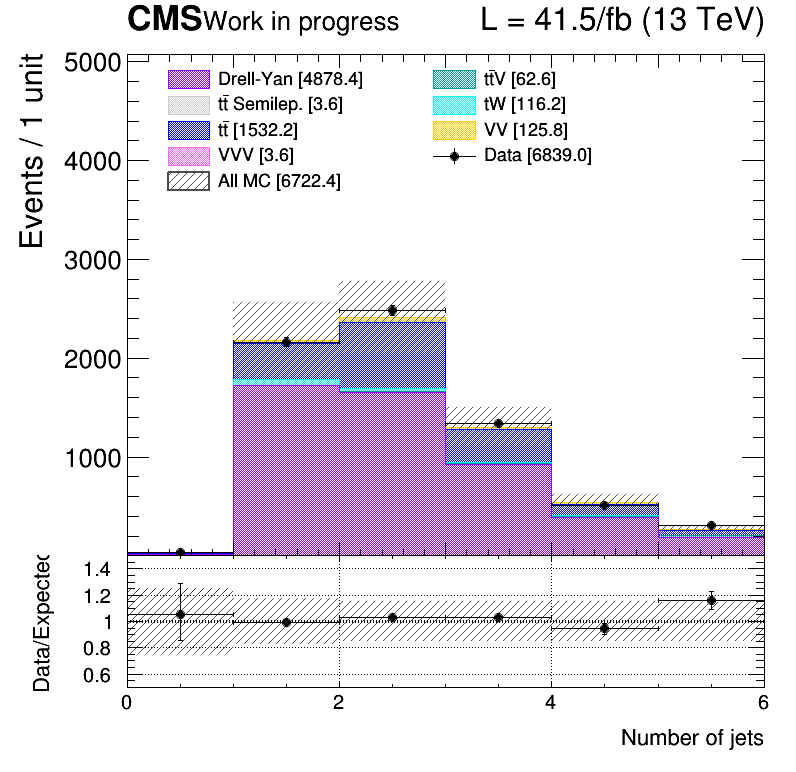 CMS Work in progress L = 41.5/fb (13 TeV)
Events / 1 unit
5000
4000
3000
2000
1000
Drell-Yan [4878.4]
tt̄ Semilep. [3.6]
tt̄ [1532.2]
VVV [3.6]
All MC [6722.4]
tt̄V [62.6]
tW [116.2]
VV [125.8]
Data [6839.0]
Data/Expected
1.4
1.2
1
0.8
0.6
0 2 4 6
Number of jets